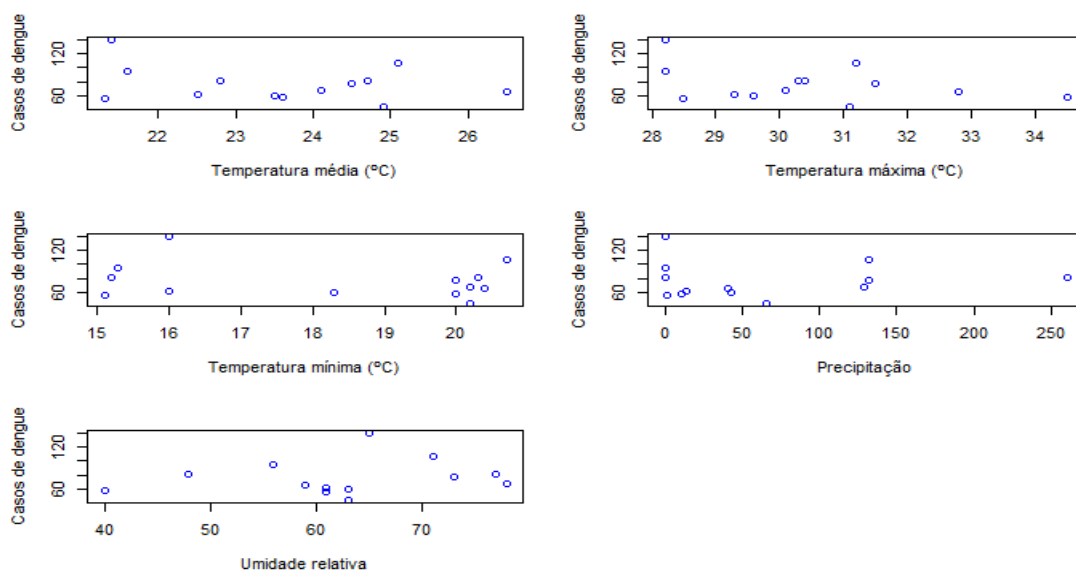 Casos de dengue
60 120
22 23 24 25 26
Temperatura média (ºC)
Casos de dengue
60 120
28 29 30 31 32 33 34
Temperatura máxima (ºC)
Casos de dengue
60 120
15 16 17 18 19 20
Temperatura mínima (ºC)
Casos de dengue
60 120
0 50 100 150 200 250
Precipitação
Casos de dengue
60 120
40 50 60 70
Umidade relativa